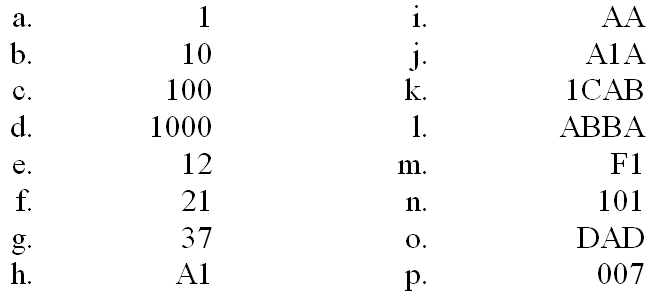 a. 1 i. AA
b. 10 j. A1A
c. 100 k. 1CAB
d. 1000 l. ABBA
e. 12 m. F1
f. 21 n. 101
g. 37 o. DAD
h. A1 p. 007